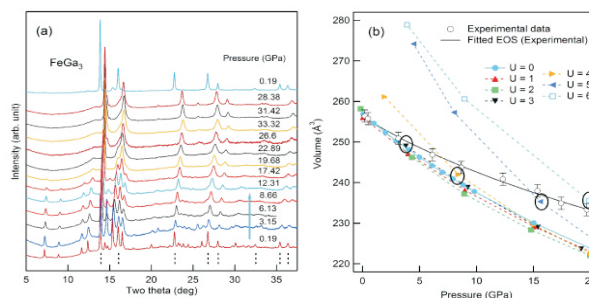 (a)
FeGa3
Pressure (GPa)
0.19
28.38
31.42
33.32
26.6
22.89
19.68
17.42
12.31
8.66
6.13
3.15
0.19
Intensity (arb. unit)
5 10 15 20 25 30 35
Two theta (deg)
(b)
Experimental data
Fitted EOS (Experimental)
U = 0
U = 1
U = 2
U = 3
U = 4
U = 5
U = 6
280
270
260
250
240
230
220
Volume (Å3)
0 5 10 15 20
Pressure (GPa)